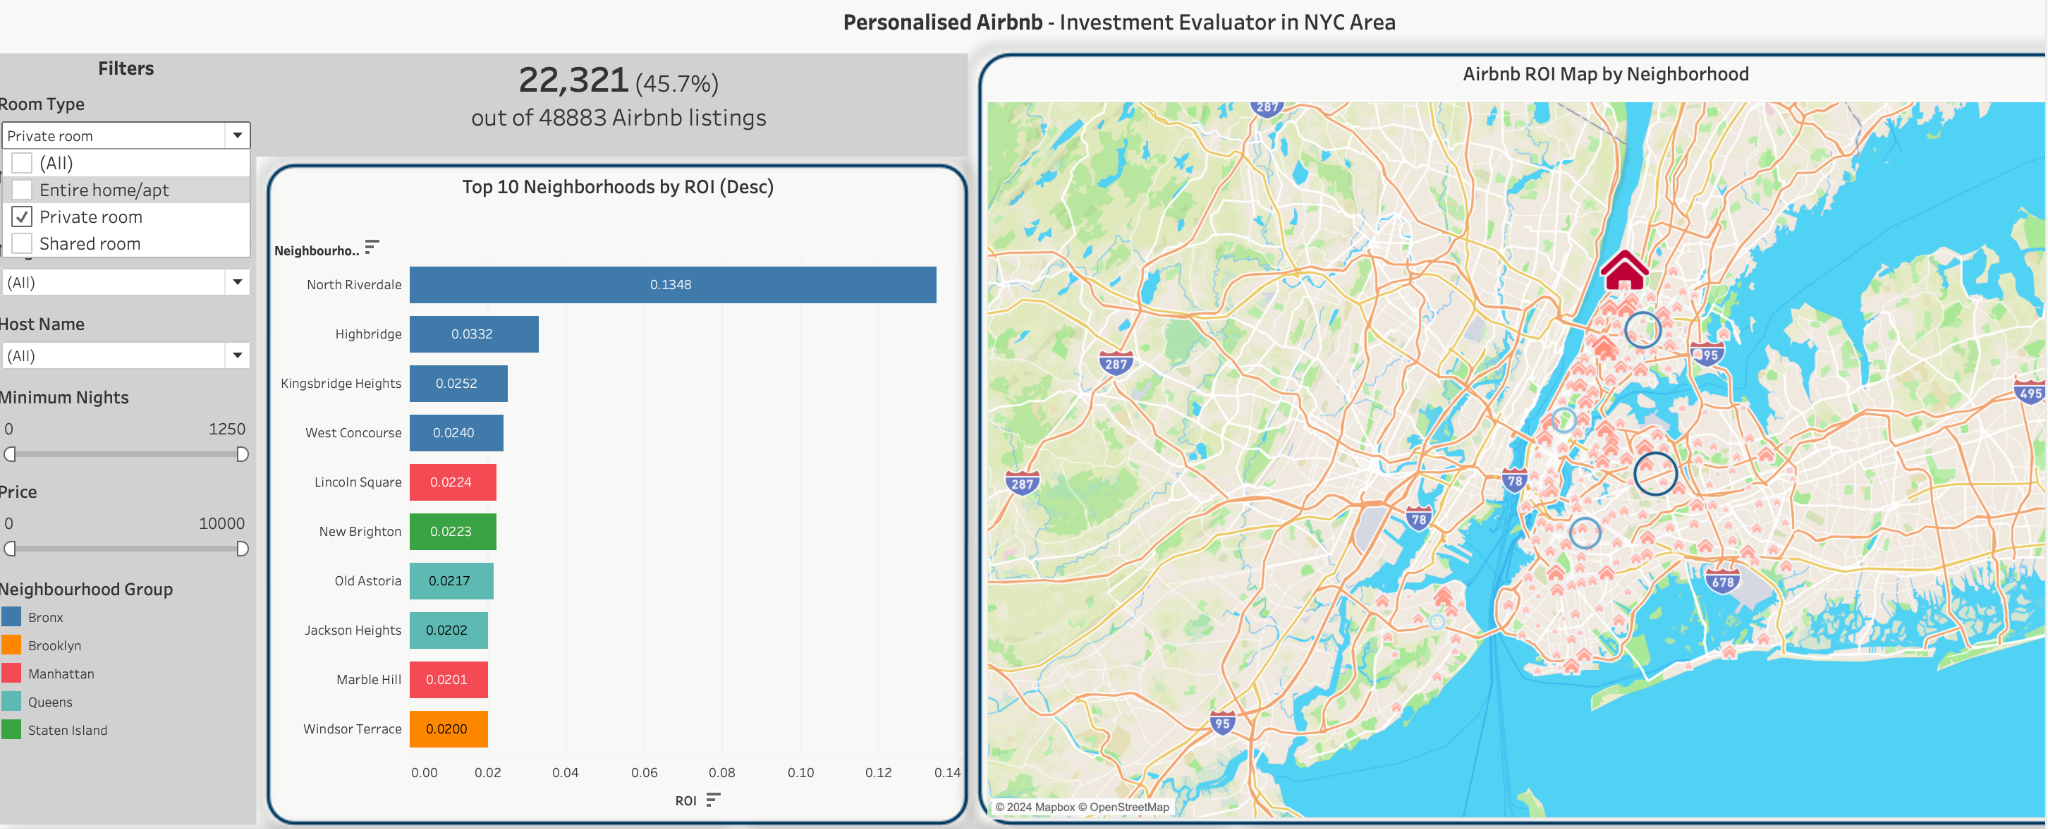 Personalised Airbnb - Investment Evaluator in NYC Area
Filters
Room Type
Private room
(All)
Entire home/apt
Private room
Shared room
(All)
Host Name
(All)
Minimum Nights
0 1250
Price
0 10000
Neighbourhood Group
Bronx
Brooklyn
Manhattan
Queens
Staten Island
22,321 (45.7%)
out of 48883 Airbnb listings
Top 10 Neighborhoods by ROI (Desc)
Neighbourho..
North Riverdale 0.1348
Highbridge 0.0332
Kingsbridge Heights 0.0252
West Concourse 0.0240
Lincoln Square 0.0224
New Brighton 0.0223
Old Astoria 0.0217
Jackson Heights 0.0202
Marble Hill 0.0201
Windsor Terrace 0.0200
0.00 0.02 0.04 0.06 0.08 0.10 0.12 0.14
ROI
Airbnb ROI Map by Neighborhood
287
287
95
495
287
78
78
678
95
© 2024 Mapbox © OpenStreetMap